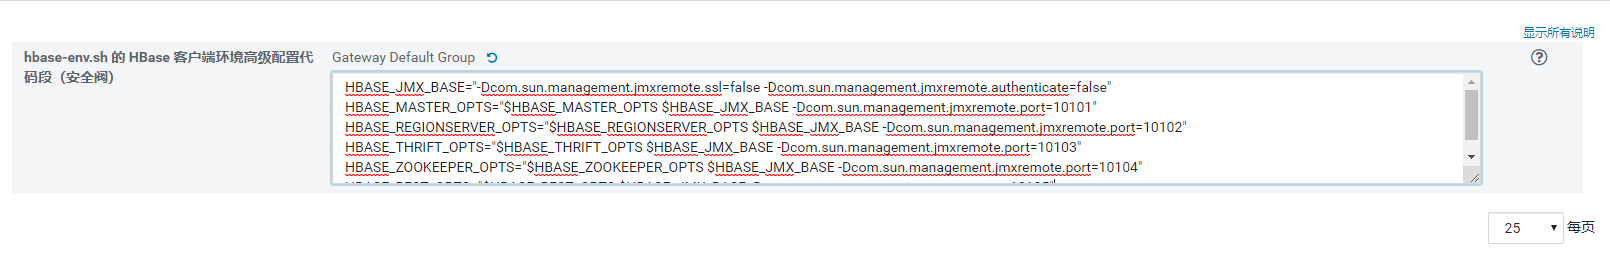 显示所有说明
hbase-env.sh 的 HBase 客户端环境高级配置代
码段（安全阀）
Gateway Default Group
HBASE_JMX_BASE="-Dcom.sun.management.jmxremote.ssl=false -Dcom.sun.management.jmxremote.authenticate=false"
HBASE_MASTER_OPTS="$HBASE_MASTER_OPTS $HBASE_JMX_BASE -Dcom.sun.management.jmxremote.port=10101"
HBASE_REGIONSERVER_OPTS="$HBASE_REGIONSERVER_OPTS $HBASE_JMX_BASE -Dcom.sun.management.jmxremote.port=10102"
HBASE_THRIFT_OPTS="$HBASE_THRIFT_OPTS $HBASE_JMX_BASE -Dcom.sun.management.jmxremote.port=10103"
HBASE_ZOOKEEPER_OPTS="$HBASE_ZOOKEEPER_OPTS $HBASE_JMX_BASE -Dcom.sun.management.jmxremote.port=10104"
25 每页